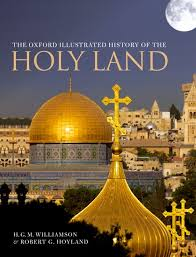 THE OXFORD ILLUSTRATED HISTORY OF THE
HOLY LAND
H.G.M. WILLIAMSON
& ROBERT G. HOYLAND